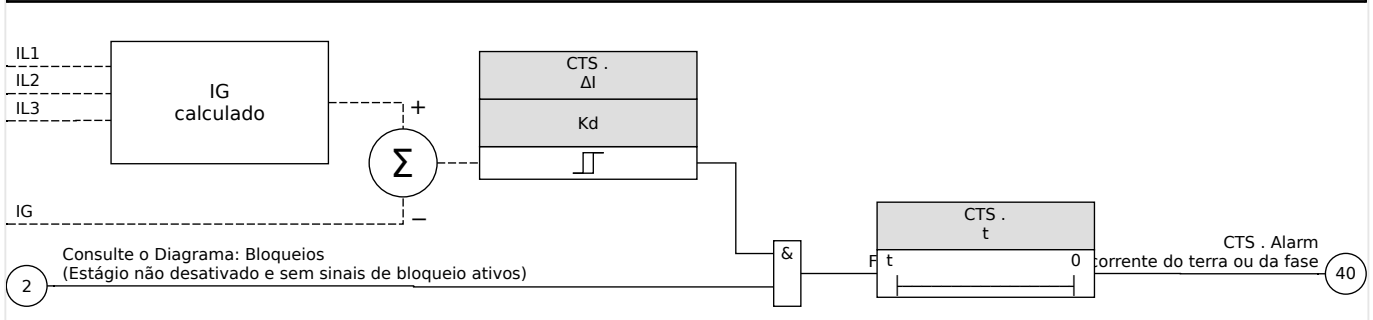 IL1
IL2
IL3
IG
calculado
+
Σ
−
IG
CTS .
ΔI
Kd
Consulte o Diagrama: Bloqueios
(Estágio não desativado e sem sinais de bloqueio ativos)
2
&
CTS .
t
t 0
CTS . Alarm
corrente do terra ou da fase
40